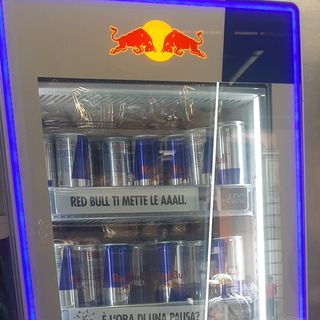 RED BULL TI METTE LE AAALI.
È L'ORA DI UNA PAUSA?